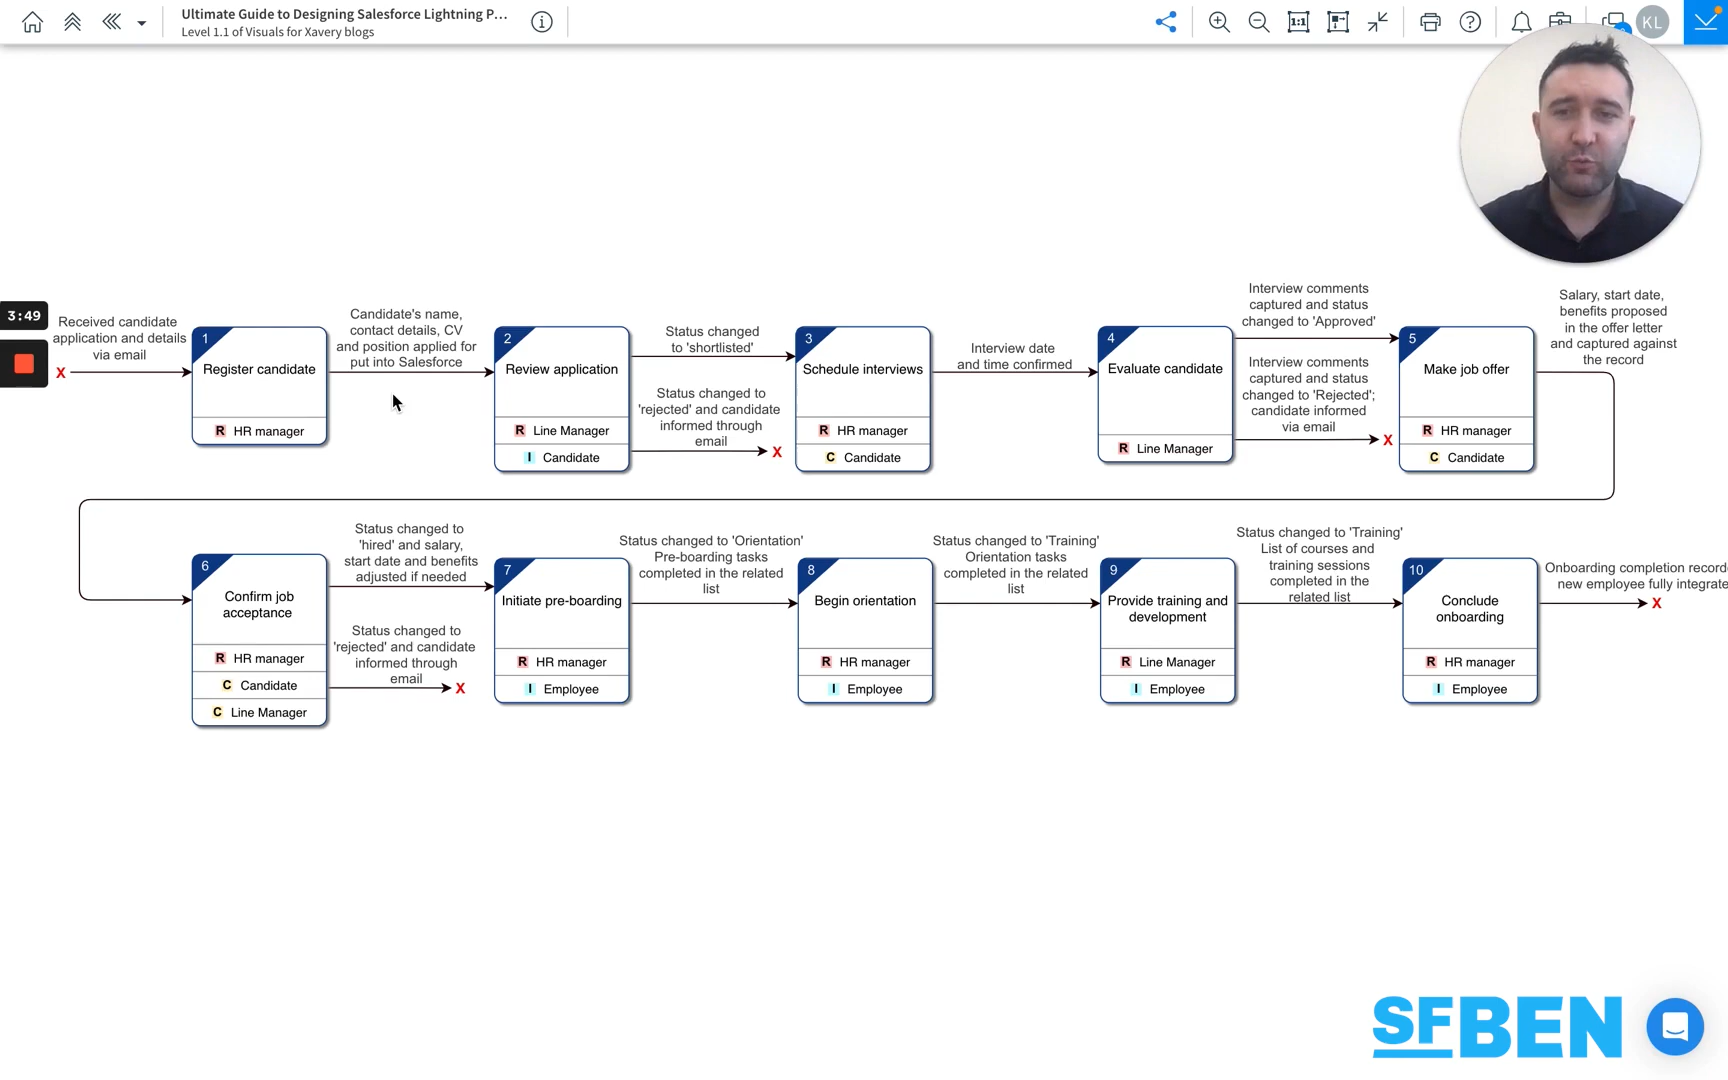 Ultimate Guide to Designing Salesforce Lightning P...
Level 1.1 of Visuals for Xavery blogs
1:1
KL
3:49
Received candidate
application and details
via email
X
1
Register candidate
R HR manager
Candidate's name,
contact details, CV
and position applied for
put into Salesforce
2
Review application
R Line Manager
I Candidate
Status changed
to 'shortlisted'
Status changed to
'rejected' and candidate
informed through
email
X
3
Schedule interviews
R HR manager
C Candidate
Interview date
and time confirmed
4
Evaluate candidate
R Line Manager
Interview comments
captured and status
changed to 'Approved'
Interview comments
captured and status
changed to 'Rejected';
candidate informed
via email
X
5
Make job offer
R HR manager
C Candidate
Salary, start date,
benefits proposed
in the offer letter
and captured against
the record
6
Confirm job
acceptance
R HR manager
C Candidate
C Line Manager
Status changed to
'hired' and salary,
start date and benefits
adjusted if needed
Status changed to
'rejected' and candidate
informed through
email
X
7
Initiate pre-boarding
R HR manager
I Employee
Status changed to 'Orientation'
Pre-boarding tasks
completed in the related
list
8
Begin orientation
R HR manager
I Employee
Status changed to 'Training'
Orientation tasks
completed in the related
list
9
Provide training and
development
R Line Manager
I Employee
Status changed to 'Training'
List of courses and
training sessions
completed in the
related list
10
Conclude
onboarding
R HR manager
I Employee
Onboarding completion record
new employee fully integrate
X
SFBEN